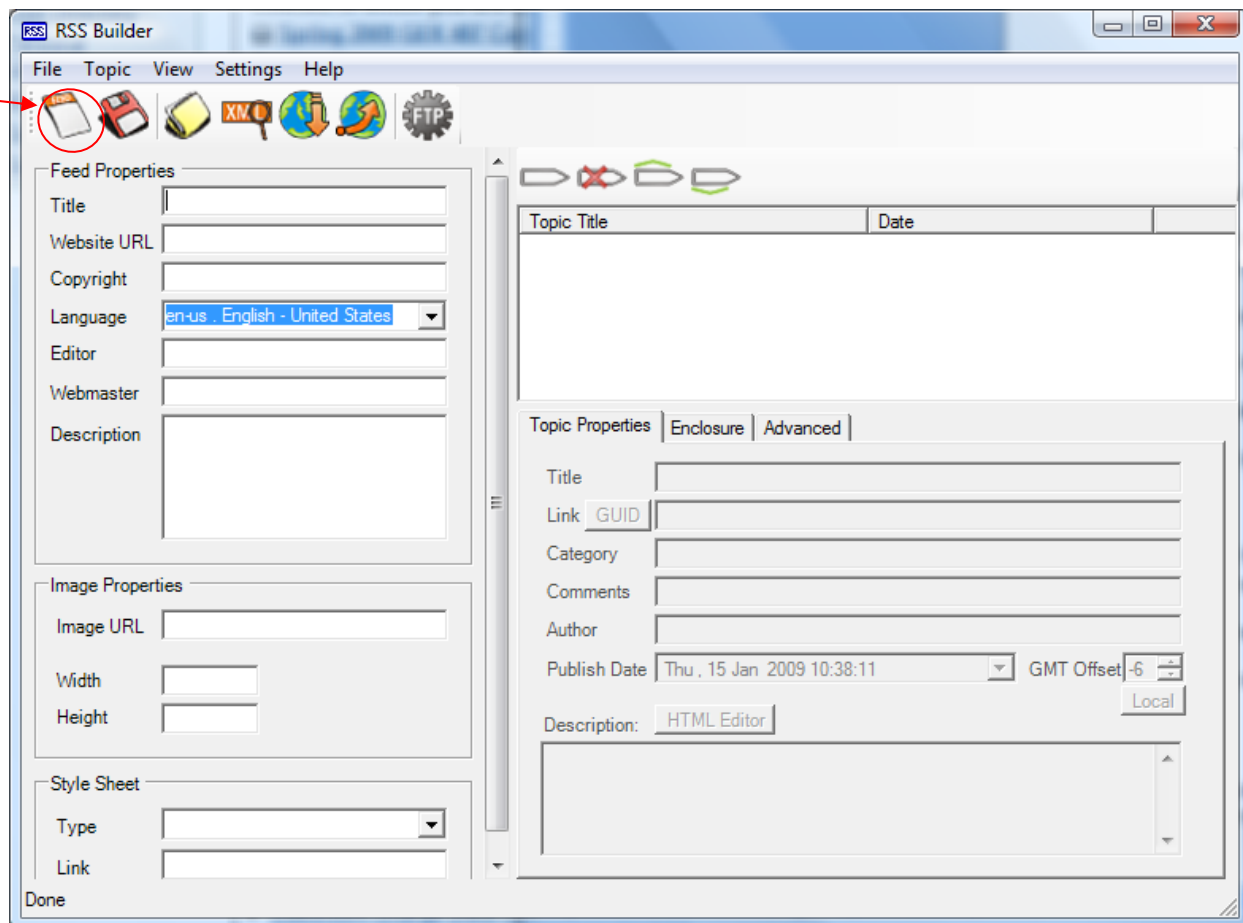 RSS RSS Builder
File Topic View Settings Help
XML FTP
Feed Properties
Title
Website URL
Copyright
Language en-us . English - United States
Editor
Webmaster
Description
Image Properties
Image URL
Width
Height
Style Sheet
Type
Link
Topic Title Date
Topic Properties Enclosure Advanced
Title
Link GUID
Category
Comments
Author
Publish Date Thu , 15 Jan 2009 10:38:11 GMT Offset -6
Local
Description: HTML Editor
Done